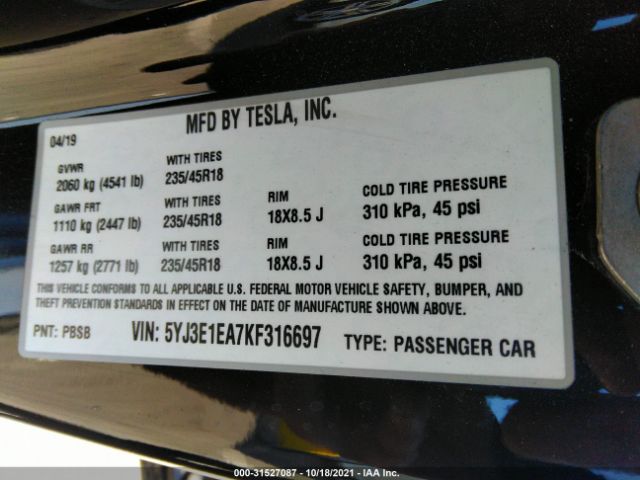 MFD BY TESLA, INC.
04/19
GVWR WITH TIRES
2060 kg (4541 lb) 235/45R18
GAWR FRT WITH TIRES RIM COLD TIRE PRESSURE
1110 kg (2447 lb) 235/45R18 18X8.5 J 310 kPa, 45 psi
GAWR RR WITH TIRES RIM COLD TIRE PRESSURE
1257 kg (2771 lb) 235/45R18 18X8.5 J 310 kPa, 45 psi
THIS VEHICLE CONFORMS TO ALL APPLICABLE U.S. FEDERAL MOTOR VEHICLE SAFETY, BUMPER, AND
THEFT PREVENTION STANDARDS IN EFFECT ON THE DATE OF MANUFACTURE SHOWN ABOVE.
PNT: PBSB VIN: 5YJ3E1EA7KF316697 TYPE: PASSENGER CAR
000-31527087 - 10/18/2021 - IAA Inc.